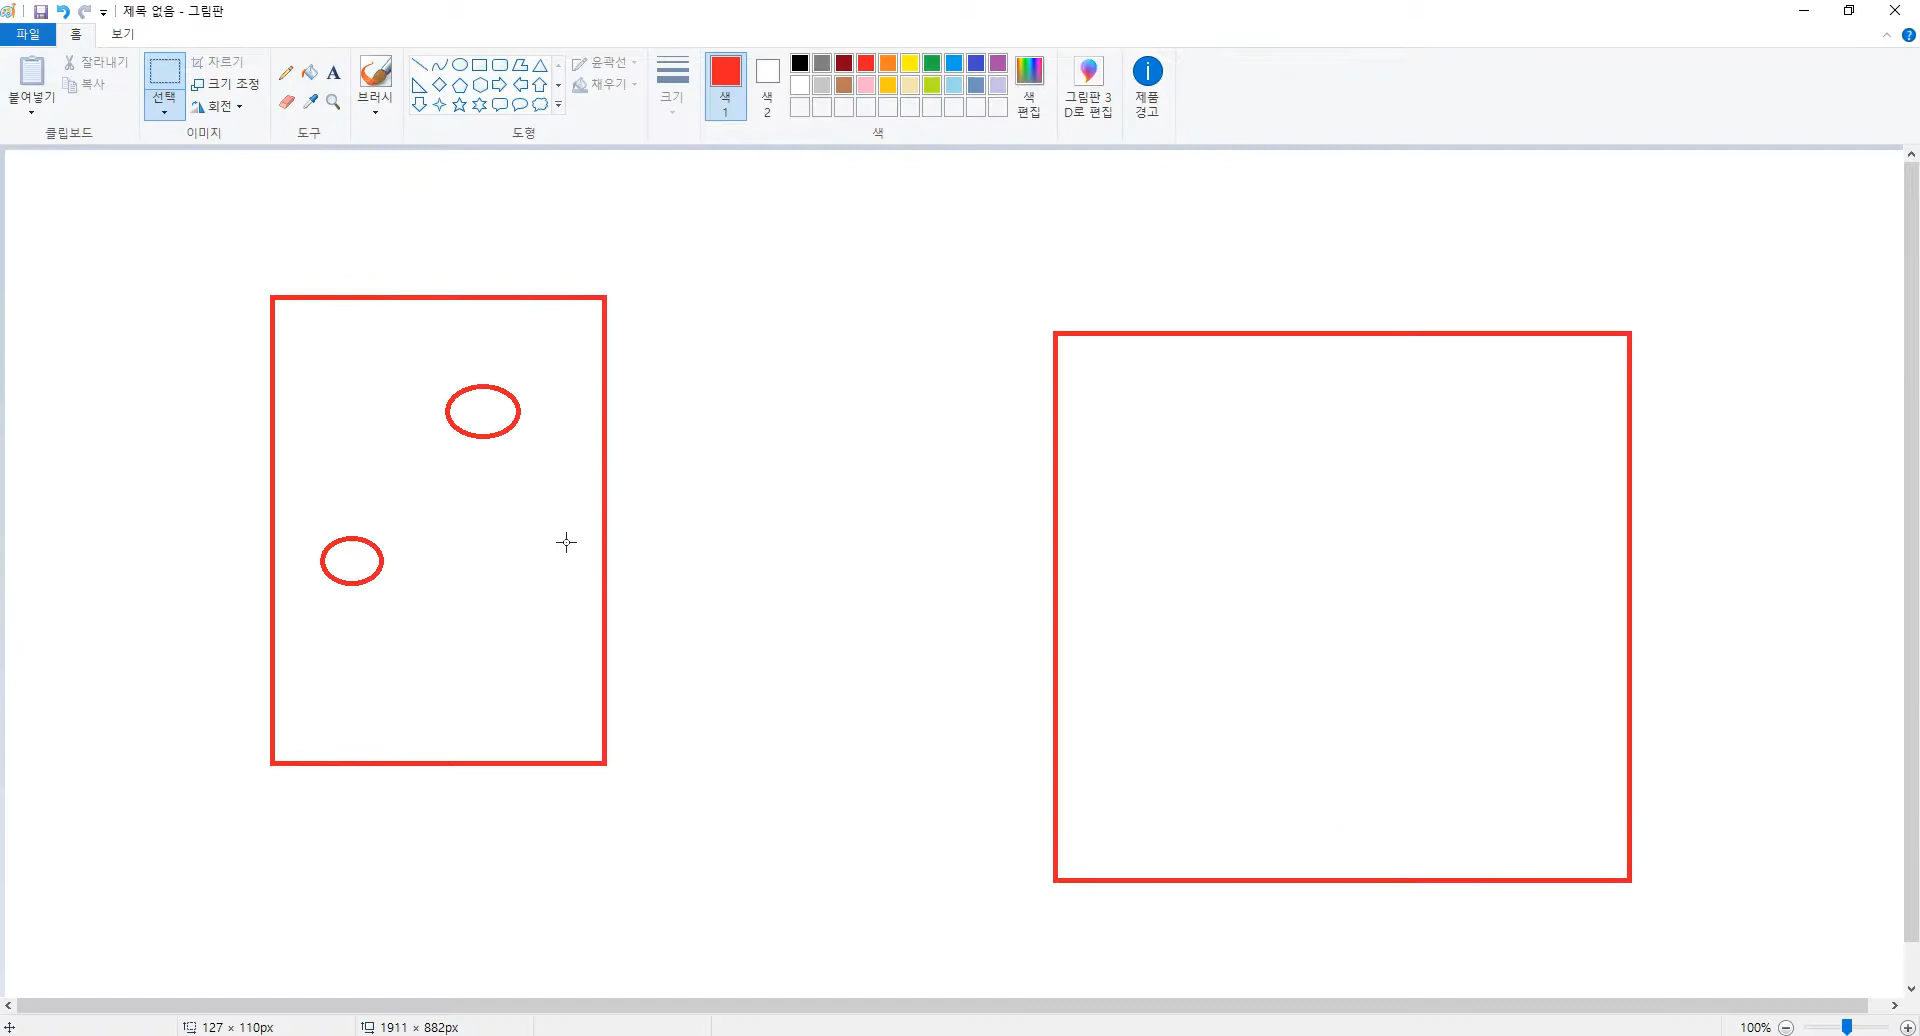 제목 없음 - 그림판
파일 홈 보기
붙여넣기
잘라내기
복사
클립보드
선택
자르기
크기 조정
회전
이미지
A
도구
브러시
윤곽선
채우기
도형
크기
색
1
색
2
색
편집
색
그림판 3
D로 편집
제품
경고
127 × 110px
1911 × 882px
100%